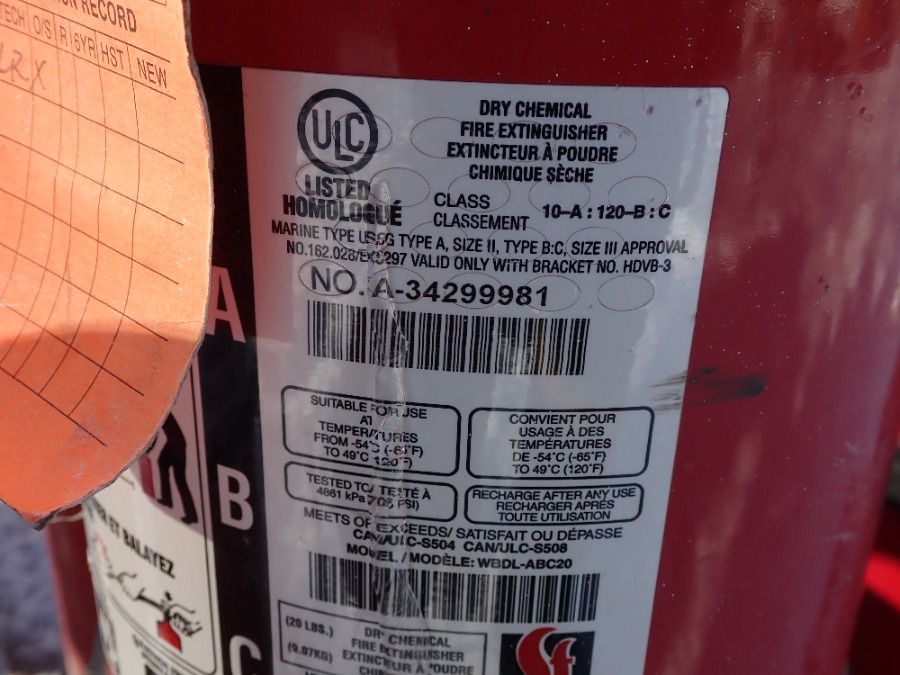 RECORD
TECH O/S R 6YR HST NEW
ULC
LISTED
HOMOLOGUÉ
DRY CHEMICAL
FIRE EXTINGUISHER
EXTINCTEUR À POUDRE
CHIMIQUE SÈCHE
CLASS
CLASSEMENT
10-A : 120-B : C
MARINE TYPE USCG TYPE A, SIZE II, TYPE B:C, SIZE III APPROVAL
NO.162.028/EX5297 VALID ONLY WITH BRACKET NO. HDVB-3
NO. A-34299981
A
SUITABLE FOR USE
AT
TEMPERATURES
FROM -54°C (-65°F)
TO 49°C (120°F)
CONVIENT POUR
USAGE À DES
TEMPÉRATURES
DE -54°C (-65°F)
TO 49°C (120°F)
TESTED TO/ TESTÉ À
4861 kPa (705 PSI)
RECHARGE AFTER ANY USE
RECHARGER APRÈS
TOUTE UTILISATION
B
MEETS OR EXCEEDS/ SATISFAIT OU DÉPASSE
CAN/ULC-S504 CAN/ULC-S508
MODEL / MODÈLE: WBDL-ABC20
ET BALAYEZ
(20 LBS.)
(9.07KG)
DRY CHEMICAL
FIRE EXTINGUISHER
EXTINCTEUR À POUDRE
C